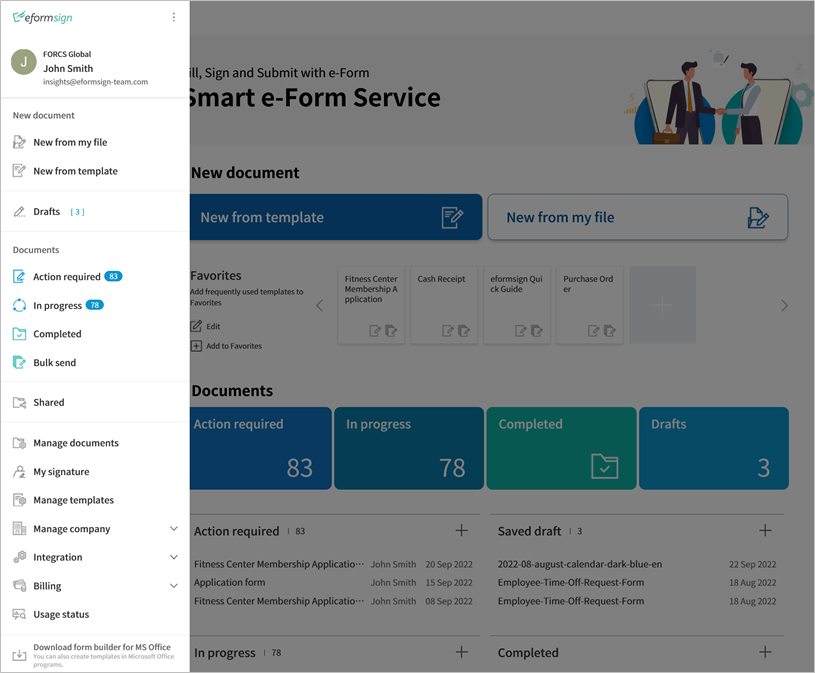 eformsign
J
FORCS Global
John Smith
insights@eformsign-team.com
New document
New from my file
New from template
Drafts [ 3 ]
Documents
Action required 83
In progress 78
Completed
Bulk send
Shared
Manage documents
My signature
Manage templates
Manage company
Integration
Billing
Usage status
Download form builder for MS Office
You can also create templates in Microsoft Office
programs.
ill, Sign and Submit with e-Form
Smart e-Form Service
New document
New from template
New from my file
Favorites
Add frequently used templates to
Favorites
Edit
Add to Favorites
Fitness Center
Membership A
pplication
Cash Receipt
eformsign Qui
ck Guide
Purchase Ord
er
Documents
Action required
83
In progress
78
Completed
Drafts
3
Action required | 83
Fitness Center Membership Applicatio··· John Smith 20 Sep 2022
Application form John Smith 15 Sep 2022
Fitness Center Membership Applicatio··· John Smith 08 Sep 2022
Saved draft | 3
2022-08-august-calendar-dark-blue-en 22 Sep 2022
Employee-Time-Off-Request-Form 18 Aug 2022
Employee-Time-Off-Request-Form 18 Aug 2022
In progress | 78
Completed